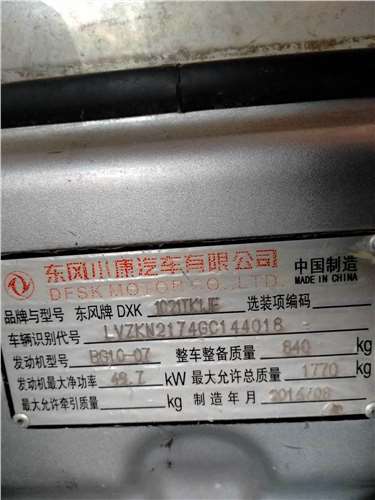 东风小康汽车有限公司
DFSK MOTOR CO., LTD.
中国制造
MADE IN CHINA
品牌与型号 东风牌 DXK 1021TK1JF 选装项编码
车辆识别代号 LVZKN2174GC144018
发动机型号 BG10-07 整车整备质量 840 kg
发动机最大净功率 48.7 kW 最大允许总质量 1770 kg
最大允许牵引质量 kg 制造年月 2016/08